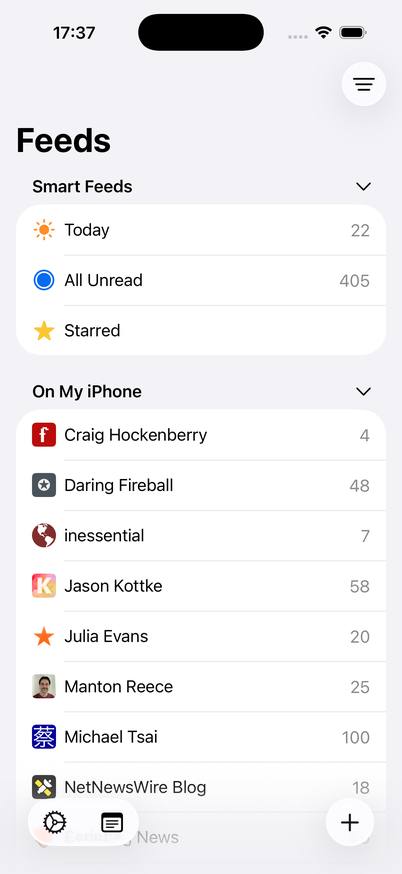 17:37
Feeds
Smart Feeds
Today 22
All Unread 405
Starred
On My iPhone
f Craig Hockenberry 4
Daring Fireball 48
inessential 7
K Jason Kottke 58
Julia Evans 20
Manton Reece 25
蔡 Michael Tsai 100
NetNewsWire Blog 18
News